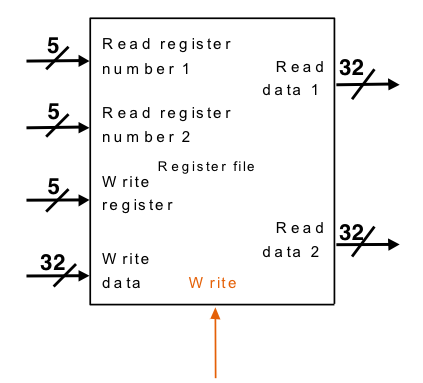 5
Read register
number 1
Read
data 1
32
5
Read register
number 2
Register file
5
Write
register
Read
data 2
32
32
Write
data
Write